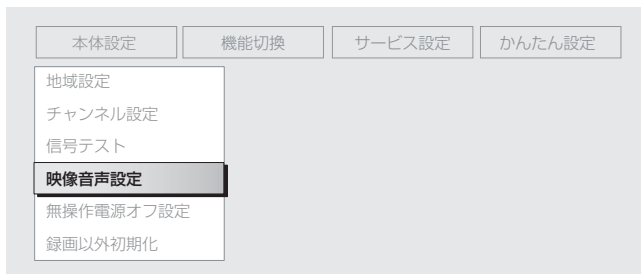 本体設定 機能切換 サービス設定 かんたん設定
地域設定
チャンネル設定
信号テスト
映像音声設定
無操作電源オフ設定
録画以外初期化